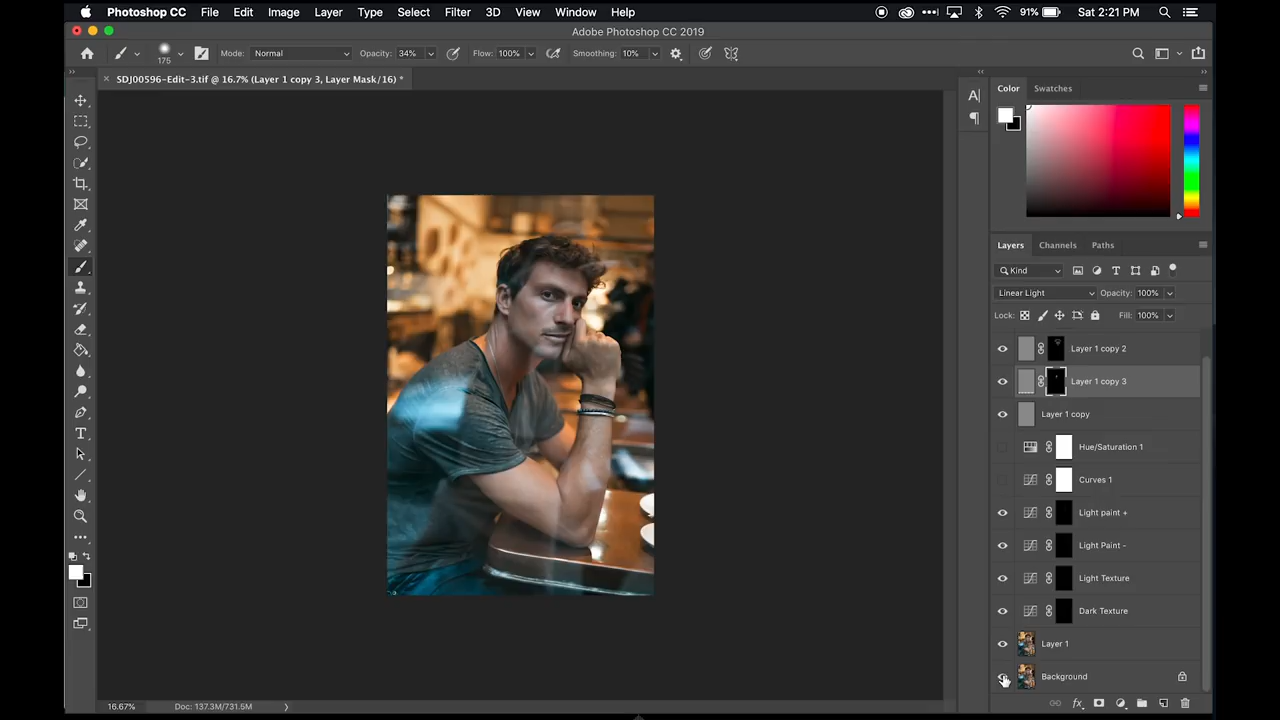 Photoshop CC File Edit Image Layer Type Select Filter 3D View Window Help 91% Sat 2:21 PM
Adobe Photoshop CC 2019
175 Mode: Normal Opacity: 34% Flow: 100% Smoothing: 10%
SDJ00596-Edit-3.tif @ 16.7% (Layer 1 copy 3, Layer Mask/16) *
Color Swatches
Layers Channels Paths
Kind
Linear Light Opacity: 100%
Lock: Fill: 100%
Layer 1 copy 2
Layer 1 copy 3
Layer 1 copy
Hue/Saturation 1
Curves 1
Light paint +
Light Paint -
Light Texture
Dark Texture
Layer 1
Background
16.67% Doc: 137.3M/731.5M